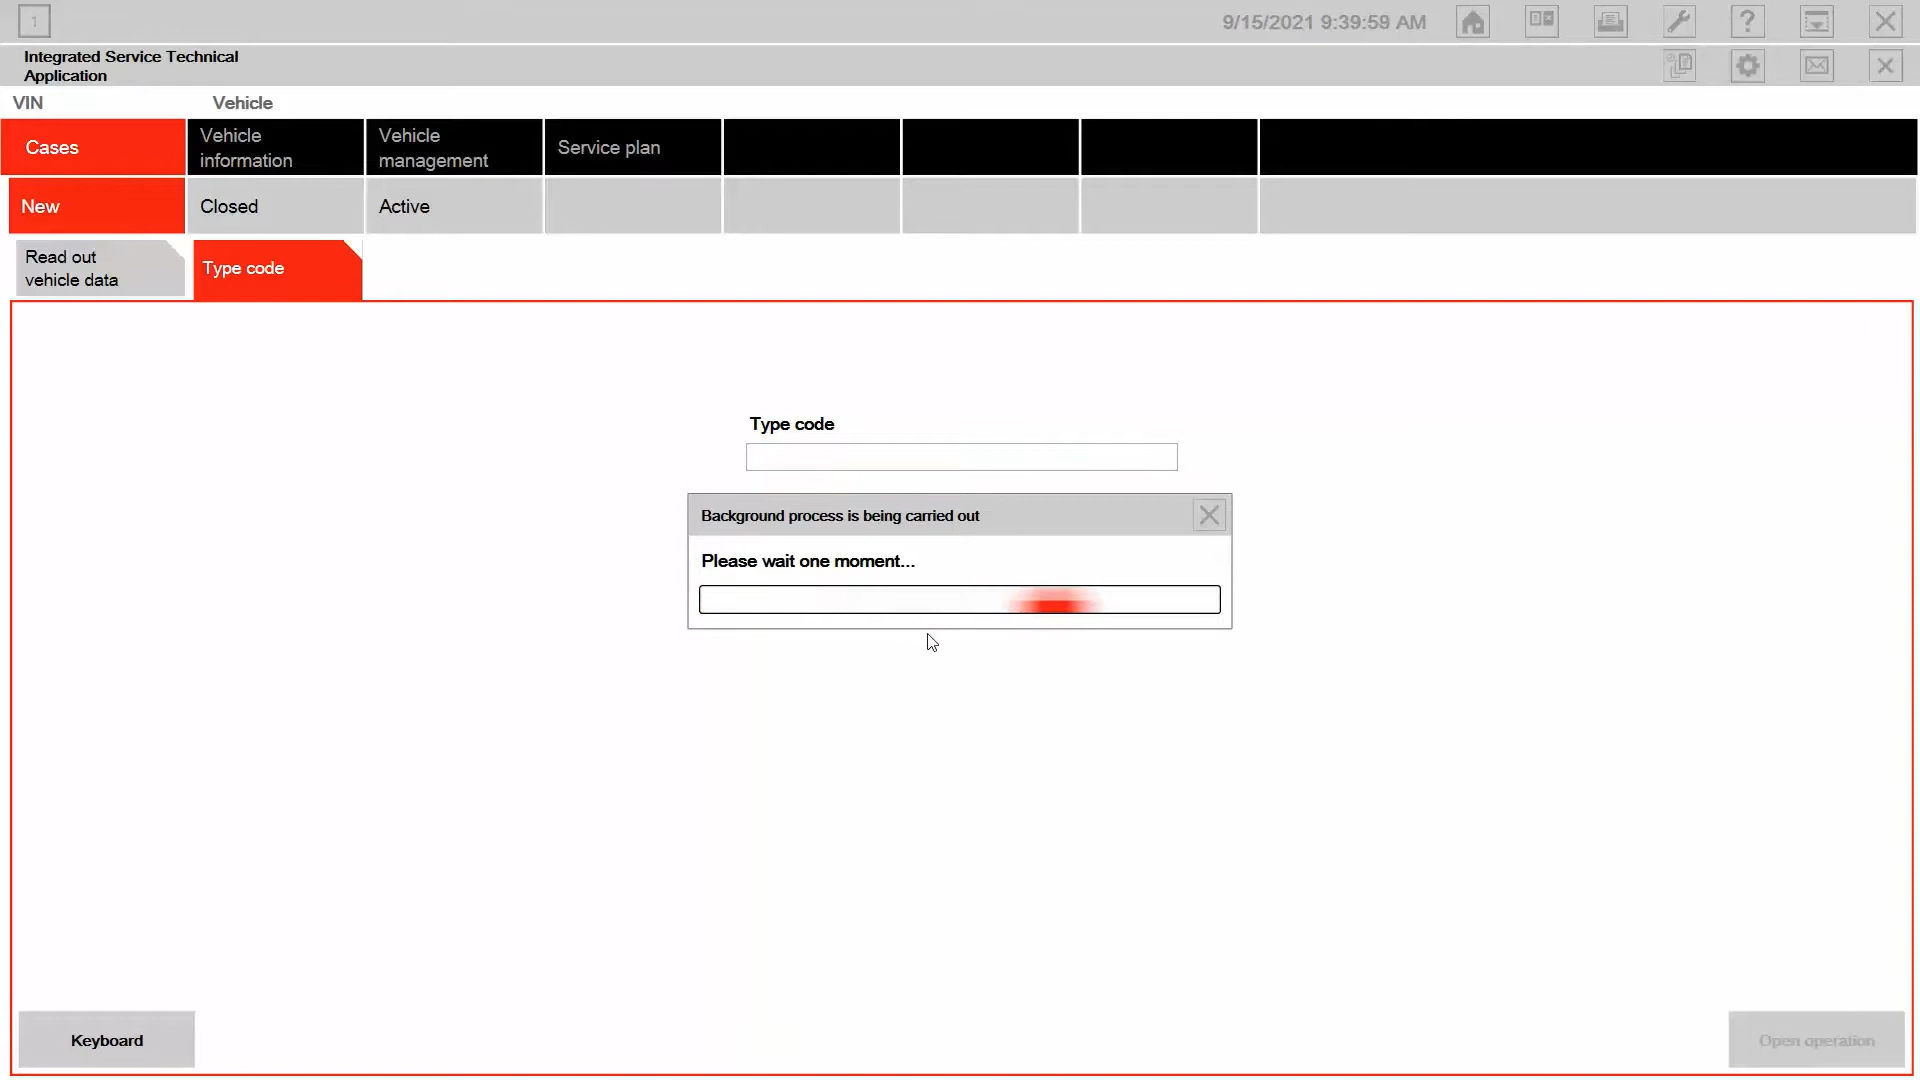 1
9/15/2021 9:39:59 AM
?
Integrated Service Technical
Application
VIN
Vehicle
Cases
Vehicle
information
Vehicle
management
Service plan
New
Closed
Active
Read out
vehicle data
Type code
Type code
Background process is being carried out
Please wait one moment...
Keyboard
Open operation